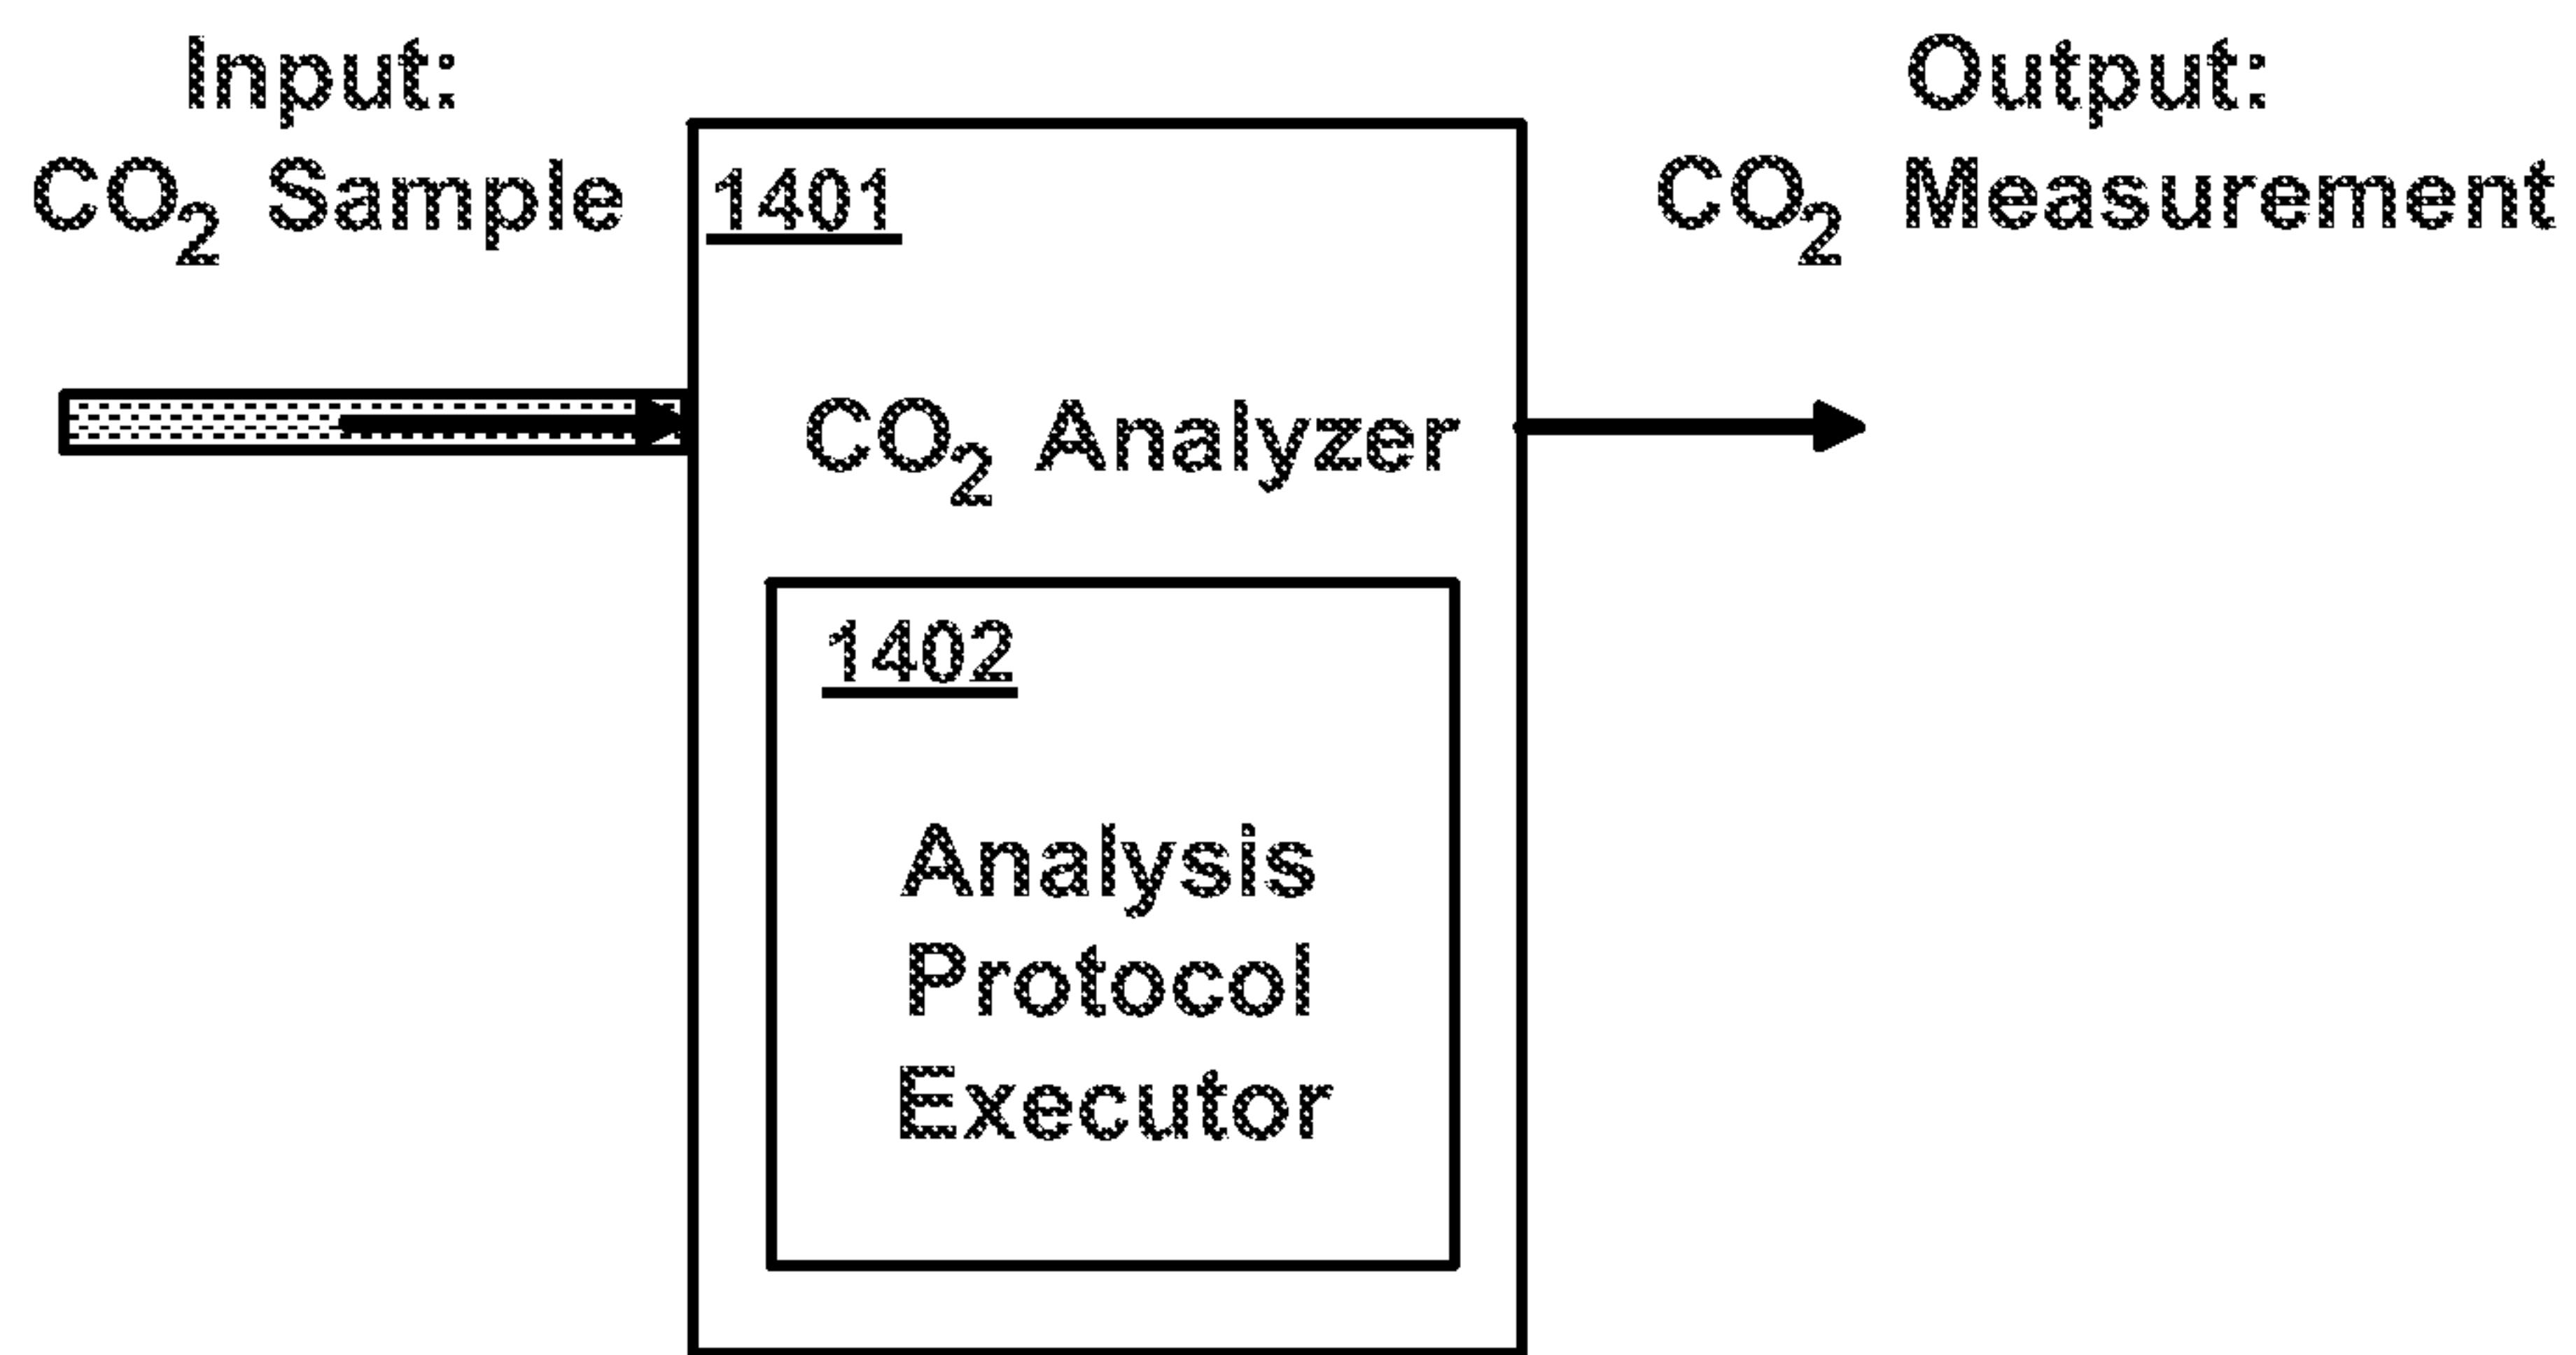 Input:
CO₂ Sample
Output:
CO₂ Measurement
1401
CO₂ Analyzer
1402
Analysis
Protocol
Executor